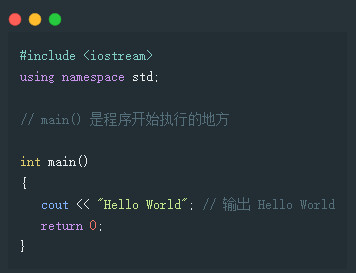 #include <iostream>
using namespace std;
// main() 是程序开始执行的地方
int main()
{
cout << "Hello World"; // 输出 Hello World
return 0;
}